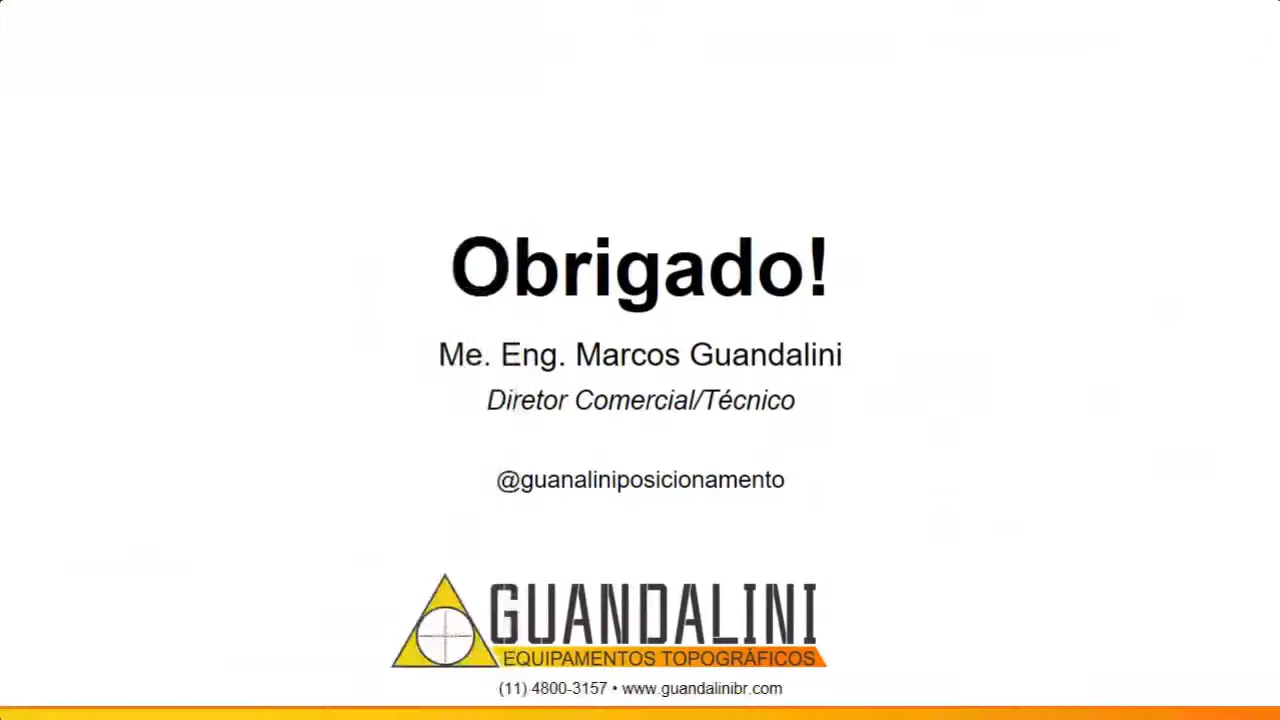 Obrigado!
Me. Eng. Marcos Guandalini
Diretor Comercial/Técnico
@guanaliniposicionamento
GUANDALINI
EQUIPAMENTOS TOPOGRÁFICOS
(11) 4800-3157 • www.guandalinibr.com